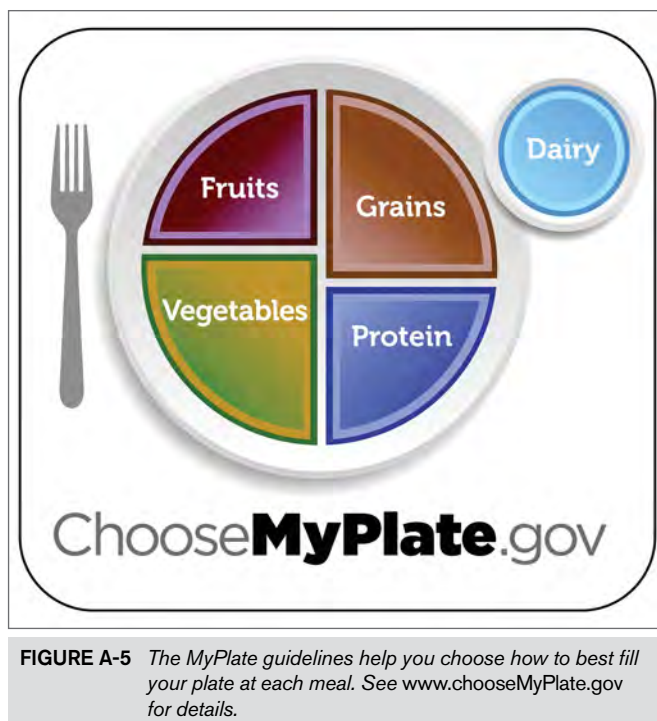 Fruits
Grains
Dairy
Vegetables
Protein
ChooseMyPlate.gov
FIGURE A-5 The MyPlate guidelines help you choose how to best fill
your plate at each meal. See www.chooseMyPlate.gov
for details.